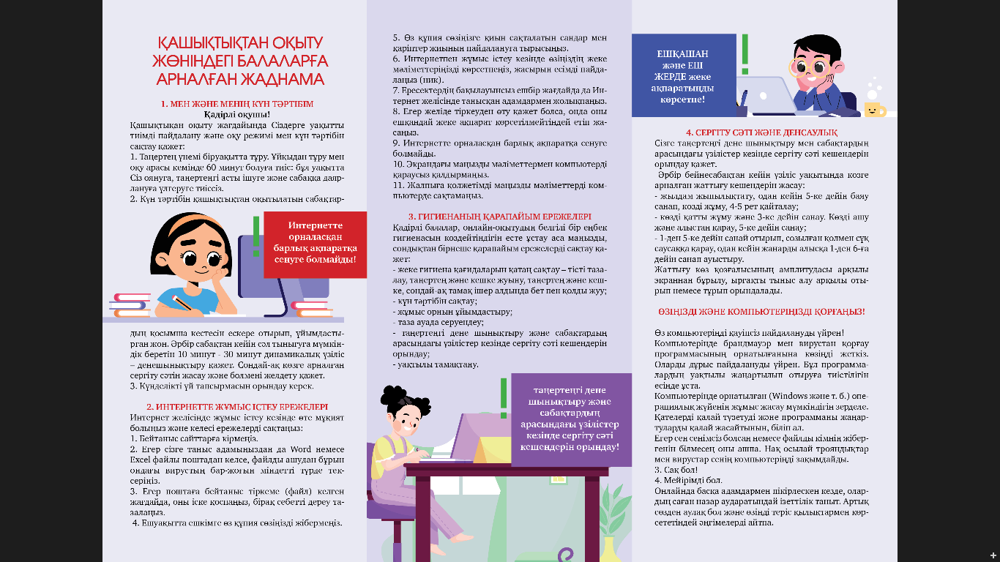 ҚАШЫҚТЫҚТАН ОҚЫТУ
ЖӨНІНДЕГІ БАЛАЛАРҒА
АРНАЛҒАН ЖАДНАМА
1. МЕН ЖӘНЕ МЕНІҢ КҮН ТӘРТІБІМ
Қадірлі оқушы!
Қашықтықан оқыту жағдайында Сіздерге уақытты
тиімді пайдалану және оқу режимі мен күн тәртібін
сақтау қажет:
1. Таңертең үнемі біруақытта тұру. Ұйқыдан тұру мен
оқу арасы кемінде 60 минут болуға тиіс: бұл уақытта
Сіз оянуға, таңертеңгі асты ішуге және сабаққа даяр-
лануға үлгеруге тиіссіз.
2. Күн тәртібін қашықтықтан оқытылатын сабақтар-
Интернетте
орналасқан
барлық ақпаратқа
сенуге болмайды!
дың қосымша кестесін ескере отырып, ұйымдасты-
рған жөн. Әрбір сабақтан кейін сәл тынығуға мүмкін-
дік беретін 10 минут - 30 минут динамикалық үзіліс
– денешынықтыру қажет. Сондай-ақ көзге арналған
сергіту сәтін жасау және бөлмені желдету қажет.
3. Күнделікті үй тапсырмасын орындау керек.
2. ИНТЕРНЕТТЕ ЖҰМЫС ІСТЕУ ЕРЕЖЕЛЕРІ
Интернет желісінде жұмыс істеу кезінде өте мұқият
болыңыз және келесі ережелерді сақтаңыз:
1. Бейтаныс сайттарға кірмеңіз.
2. Егер сізге таныс адамыңыздан да Word немесе
Excel файлы поштадан келсе, файлды ашудан бұрын
ондағы вирустың бар-жоғын міндетті түрде тек-
серіңіз.
3. Егер поштаға бейтаныс тіркеме (файл) келген
жағдайда, оны іске қоспаңыз, бірақ себетті дереу та-
залаңыз.
4. Ешуақытта ешкімге өз құпия сөзіңізді жібермеңіз.
5. Өз құпия сөзіңізге қиын сақталатын сандар мен
қаріптер жиынын пайдалануға тырысыңыз.
6. Интернетпен жұмыс істеу кезінде өзіңіздің жеке
мәліметтеріңізді көрсетпеңіз, жасырын есімді пайда-
лаңыз (ник).
7. Ересектердің бақылауынсыз ешбір жағдайда да Ин-
тернет желісінде танысқан адамдармен жолықпаңыз.
8. Егер желіде тіркеуден өту қажет болса, онда оны
ешқандай жеке ақпарат көрсетілмейтіндей етіп жа-
саңыз.
9. Интернетте орналасқан барлық ақпаратқа сенуге
болмайды.
10. Экрандағы маңызды мәліметтермен компьютерді
қараусыз қалдырмаңыз.
11. Жалпыға қолжетімді маңызды мәліметтерді ком-
пьютерде сақтамаңыз.
3. ГИГИЕНАНЫҢ ҚАРАПАЙЫМ ЕРЕЖЕЛЕРІ
Қадірлі балалар, онлайн-оқытудың белгілі бір еңбек
гигиенасын көздейтіндігін есте ұстау аса маңызды,
сондықтан бірнеше қарапайым ережелерді сақтау қа-
жет:
- жеке гигиена қағидаларын қатаң сақтау – тісті таза-
лау, таңертең және кешке жуыну, таңертең және кеш-
ке, сондай-ақ тамақ ішер алдында бет пен қолды жуу;
- күн тәртібін сақтау;
- жұмыс орнын ұйымдастыру;
- таза ауада серуендеу;
- таңертеңгі дене шынықтыру және сабақтардың
арасындағы үзілістер кезінде сергіту сәті кешендерін
орындау;
- уақтылы тамақтану.
таңертеңгі дене
шынықтыру және
сабақтардың
арасындағы үзілістер
кезінде сергіту сәті
кешендерін орындау!
ЕШҚАШАН
және ЕШ
ЖЕРДЕ жеке
ақпаратыңды
көрсетпе!
4. СЕРГІТУ СӘТІ ЖӘНЕ ДЕНСАУЛЫҚ
Сізге таңертеңгі дене шынықтыру мен сабақтардың
арасындағы үзілістер кезінде сергіту сәті кешендерін
орындау қажет.
Әрбір бейнесабақтан кейін үзіліс уақытында көзге
арналған жаттығу кешендерін жасау:
- жылдам жыпылықтату, одан кейін 5-ке дейін баяу
санап, көзді жұму, 4-5 рет қайталау;
- көзді қатты жұму және 3-ке дейін санау. Көзді ашу
және алыстан қарау, 5-ке дейін санау;
- 1-ден 5-ке дейін санай отырып, созылған қолмен сұқ
саусаққа қарау, одан кейін жанарды алысқа 1-ден 6-ға
дейін санап ауыстыру.
Жаттығу көз қозғалысының амплитудасы арқылы
экраннан бұрылу, ырғақты тыныс алу арқылы оты-
рып немесе тұрып орындалады.
ӨЗІҢІЗДІ ЖӘНЕ КОМПЬЮТЕРІҢІЗДІ ҚОРҒАҢЫЗ!
Өз компьютеріңді қауіпсіз пайдалануды үйрен!
Компьютеріңде брандмауэр мен вирустан қорғау
программасының орнатылғанына көзіңді жеткіз.
Оларды дұрыс пайдалануды үйрен. Бұл программа-
лардың уақтылы жаңартылып отыруға тиістілігін
есіңде ұста.
Компьютеріңде орнатылған (Windows және т. б.) опе-
рациялық жүйенің жұмыс жасау мүмкіндігін зерделе.
Қателерді қалай түзетуді және программаны жаңар-
туларды қалай жасайтынын, біліп ал.
Егер сен сенімсіз болсаң немесе файлды кімнің жібер-
генін білмесең оны ашпа. Нақ осылай трояндықтар
мен вирустар сенің компьютеріңді зақымдайды.
3. Сақ бол!
4. Мейірімді бол.
Онлайнда басқа адамдармен пікірлескен кезде, олар-
дың саған назар аударатындай ізеттілік таныт. Артық
сөзден аулақ бол және өзіңді теріс қылықтармен көр-
сететіндей әңгімелерді айтпа.